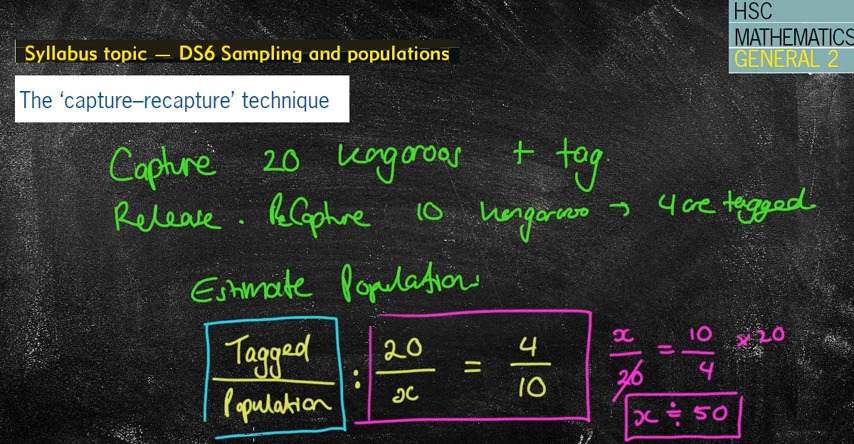 HSC
MATHEMATICS
GENERAL 2
Syllabus topic — DS6 Sampling and populations
The ‘capture–recapture’ technique
Capture 20 kangaroos + tag.
Release. ReCapture 10 kangaroos → 4 are tagged
Estimate Population:
Tagged / Population : 20 / x = 4 / 10
x / 20 = 10 / 4 × 20
x ≑ 50